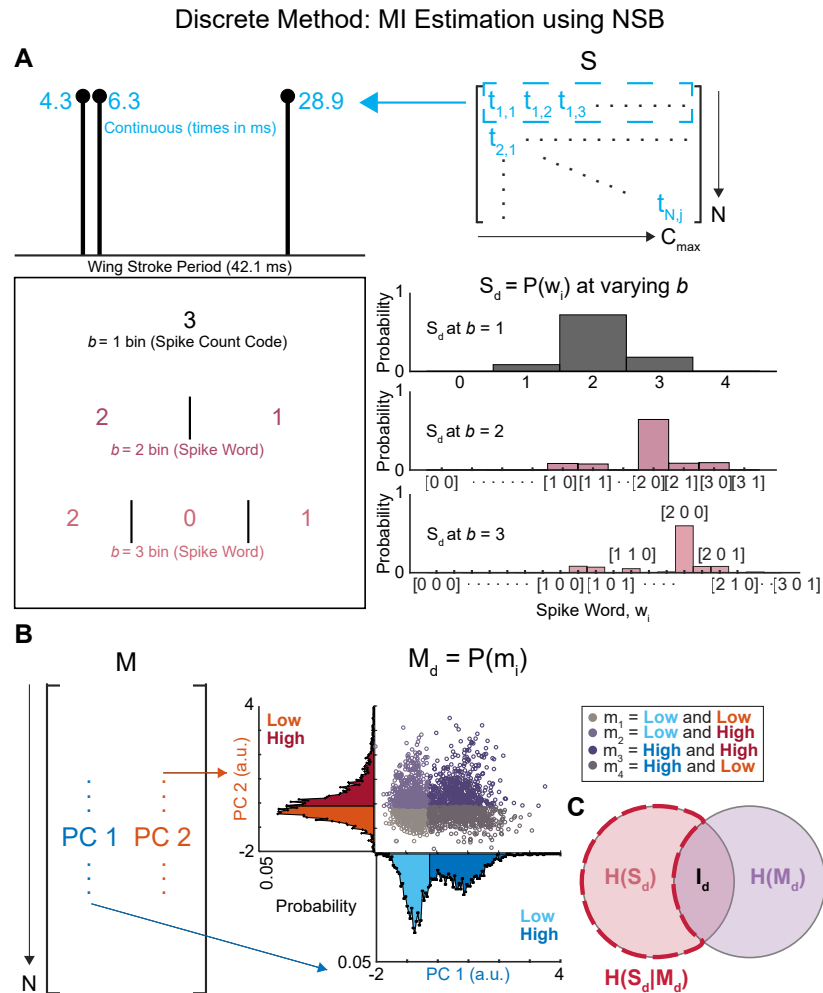 Discrete Method: MI Estimation using NSB
A
4.3 6.3 28.9
Continuous (times in ms)
Wing Stroke Period (42.1 ms)
S
t1,1 t1,2 t1,3 . . . . . . .
t2,1 . . . . . . . . . . . . .
tN,j
N
Cmax
3
b = 1 bin (Spike Count Code)
2 1
b = 2 bin (Spike Word)
2 0 1
b = 3 bin (Spike Word)
Sd = P(wi) at varying b
Probability
1
0
Sd at b = 1
0 1 2 3 4
Probability
1
0
Sd at b = 2
[0 0] . . . . . . . [1 0] [1 1] . . [2 0] [2 1] [3 0] [3 1]
Probability
1
0
Sd at b = 3
[2 0 0]
[1 1 0] [2 0 1]
[0 0 0] . . . . . . . [1 0 0] [1 0 1] . . . . . [2 1 0] . . [3 0 1]
Spike Word, wi
B
M
PC 1 PC 2
N
Md = P(mi)
4
Low
High
PC 2 (a.u.)
-2
0.05
Probability
Low
High
0.05
-2 PC 1 (a.u.) 4
m1 = Low and Low
m2 = Low and High
m3 = High and High
m4 = High and Low
C
H(Sd) Id H(Md)
H(Sd|Md)